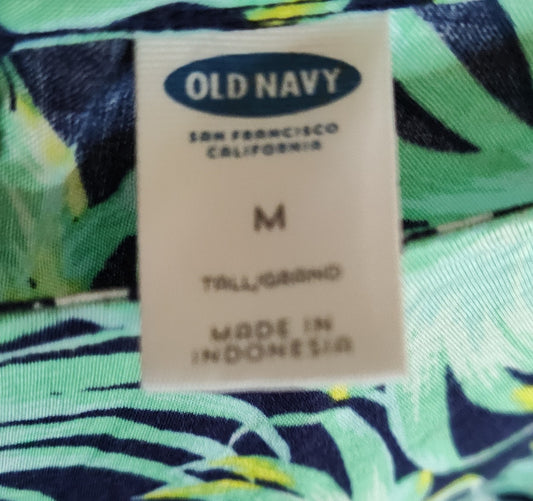 OLD NAVY
SAN FRANCISCO
CALIFORNIA
M
TALL/GRAND
MADE IN
INDONESIA